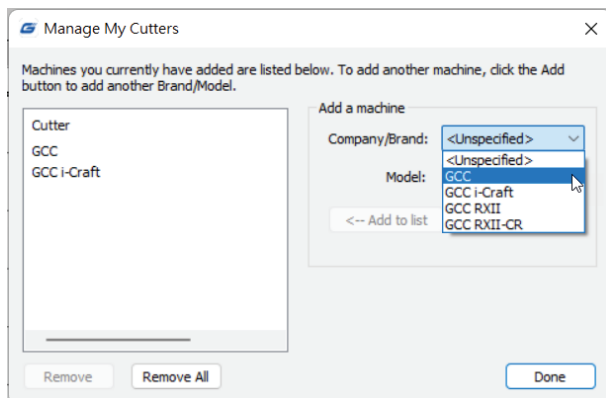 Manage My Cutters
Machines you currently have added are listed below. To add another machine, click the Add
button to add another Brand/Model.
Cutter
GCC
GCC i-Craft
Add a machine
Company/Brand: <Unspecified>
<Unspecified>
GCC
GCC i-Craft
GCC RXII
GCC RXII-CR
Model:
<-- Add to list
Remove
Remove All
Done